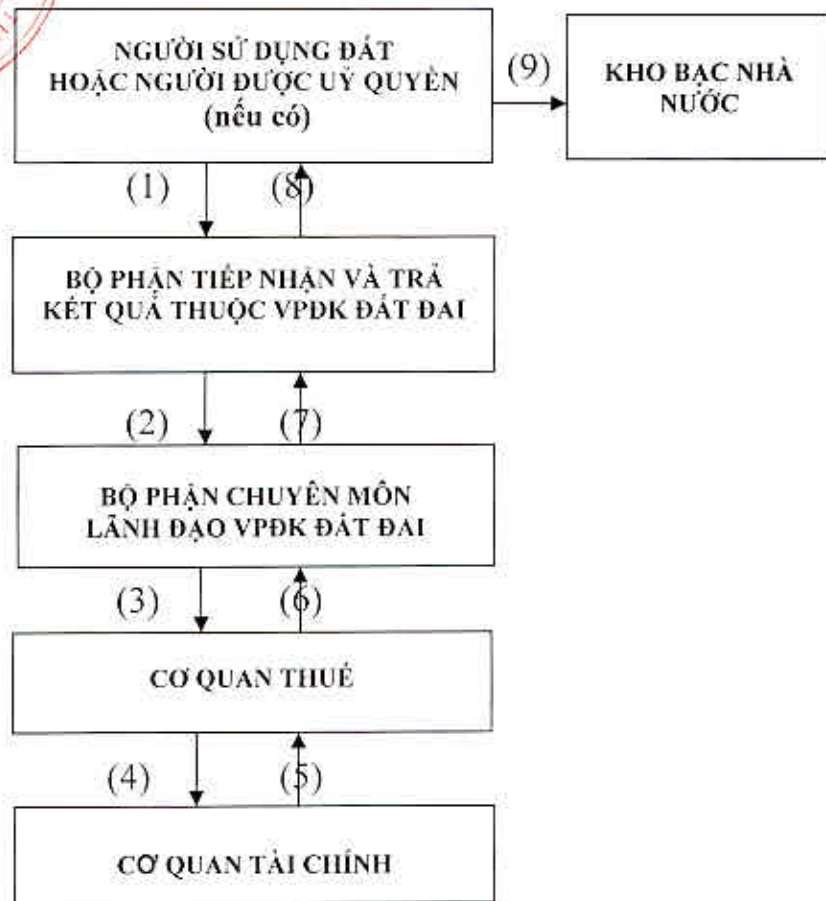 NGƯỜI SỬ DỤNG ĐẤT
HOẶC NGƯỜI ĐƯỢC UỶ QUYỀN
(nếu có)
(9)
KHO BẠC NHÀ
NƯỚC
(1)
(8)
BỘ PHẬN TIẾP NHẬN VÀ TRẢ
KẾT QUẢ THUỘC VPĐK ĐẤT ĐAI
(2)
(7)
BỘ PHẬN CHUYÊN MÔN
LÃNH ĐẠO VPĐK ĐẤT ĐAI
(3)
(6)
CƠ QUAN THUẾ
(4)
(5)
CƠ QUAN TÀI CHÍNH